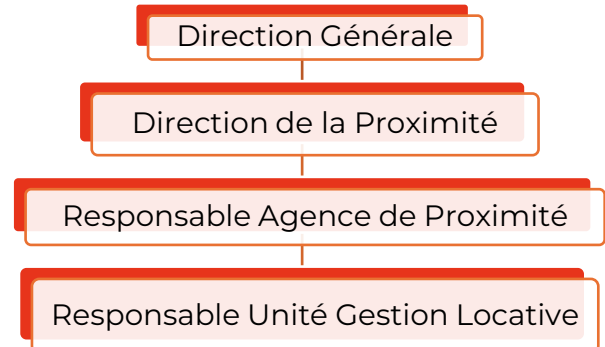 Direction Générale
Direction de la Proximité
Responsable Agence de Proximité
Responsable Unité Gestion Locative